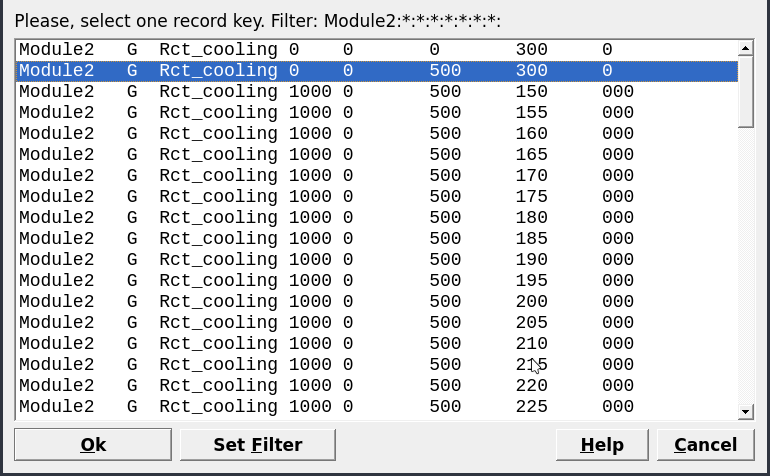 Please, select one record key. Filter: Module2:*:*:*:*:*:*:*:
Module2 G Rct_cooling 0 0 0 300 0
Module2 G Rct_cooling 0 0 500 300 0
Module2 G Rct_cooling 1000 0 500 150 000
Module2 G Rct_cooling 1000 0 500 155 000
Module2 G Rct_cooling 1000 0 500 160 000
Module2 G Rct_cooling 1000 0 500 165 000
Module2 G Rct_cooling 1000 0 500 170 000
Module2 G Rct_cooling 1000 0 500 175 000
Module2 G Rct_cooling 1000 0 500 180 000
Module2 G Rct_cooling 1000 0 500 185 000
Module2 G Rct_cooling 1000 0 500 190 000
Module2 G Rct_cooling 1000 0 500 195 000
Module2 G Rct_cooling 1000 0 500 200 000
Module2 G Rct_cooling 1000 0 500 205 000
Module2 G Rct_cooling 1000 0 500 210 000
Module2 G Rct_cooling 1000 0 500 215 000
Module2 G Rct_cooling 1000 0 500 220 000
Module2 G Rct_cooling 1000 0 500 225 000
Ok Set Filter Help Cancel